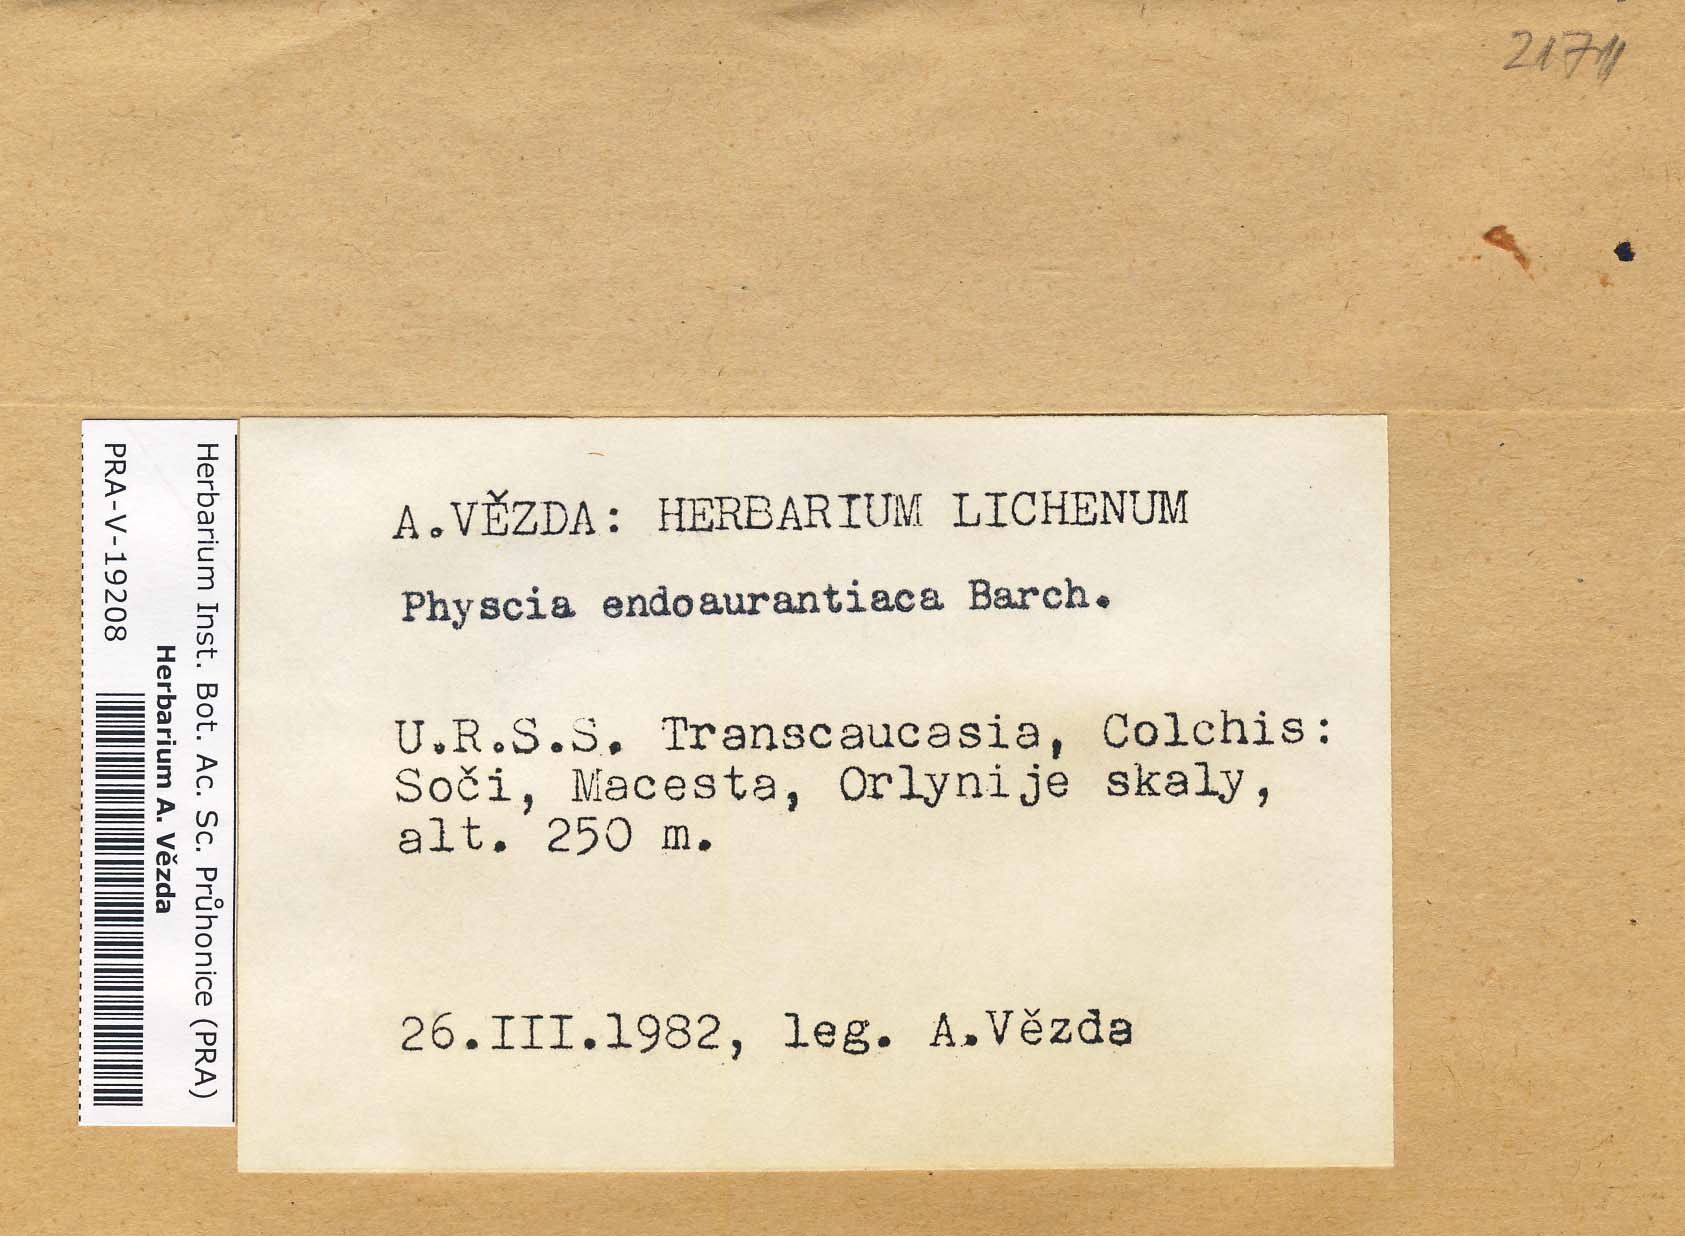 A.VĚZDA: HERBARIUM LICHENUM
Physcia endoaurantiaca Barch.
U.R.S.S. Transcaucasia, Colchis:
Soči, Macesta, Orlynije skaly,
alt. 250 m.
26.III.1982, leg. A.Vězda
Herbarium Inst. Bot. Ac. Sc. Průhonice (PRA)
Herbarium A. Vězda
PRA-V-19208